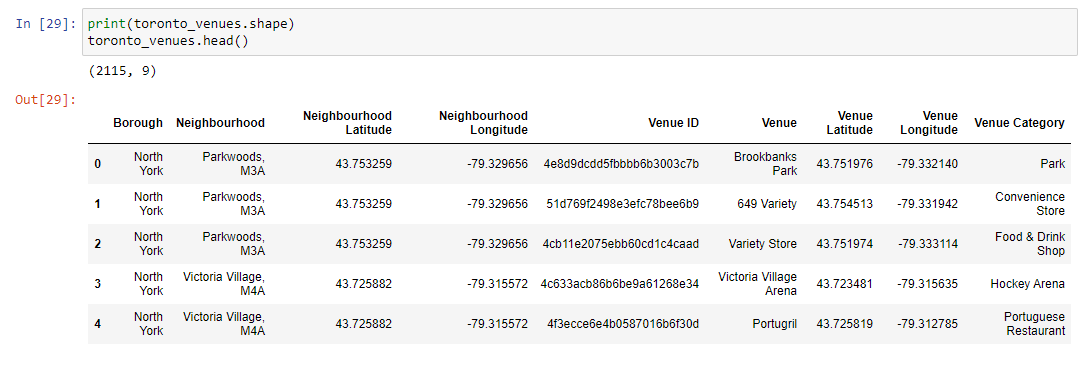 In [29]: print(toronto_venues.shape)
toronto_venues.head()
(2115, 9)
Out[29]:
Borough Neighbourhood Neighbourhood Latitude Neighbourhood Longitude Venue ID Venue Venue Latitude Venue Longitude Venue Category
0 North York Parkwoods, M3A 43.753259 -79.329656 4e8d9dcdd5fbbbb6b3003c7b Brookbanks Park 43.751976 -79.332140 Park
1 North York Parkwoods, M3A 43.753259 -79.329656 51d769f2498e3efc78bee6b9 649 Variety 43.754513 -79.331942 Convenience Store
2 North York Parkwoods, M3A 43.753259 -79.329656 4cb11e2075ebb60cd1c4caad Variety Store 43.751974 -79.333114 Food & Drink Shop
3 North York Victoria Village, M4A 43.725882 -79.315572 4c633acb86b6be9a61268e34 Victoria Village Arena 43.723481 -79.315635 Hockey Arena
4 North York Victoria Village, M4A 43.725882 -79.315572 4f3ecce6e4b0587016b6f30d Portugril 43.725819 -79.312785 Portuguese Restaurant